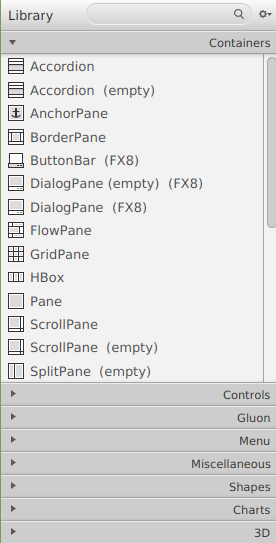 Library
Containers
Accordion
Accordion (empty)
AnchorPane
BorderPane
ButtonBar (FX8)
DialogPane (empty) (FX8)
DialogPane (FX8)
FlowPane
GridPane
HBox
Pane
ScrollPane
ScrollPane (empty)
SplitPane (empty)
Controls
Gluon
Menu
Miscellaneous
Shapes
Charts
3D